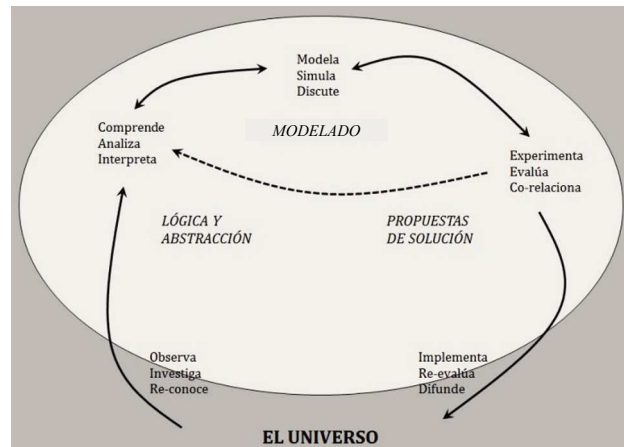 Modela
Simula
Discute
MODELADO
Comprende
Analiza
Interpreta
Experimenta
Evalúa
Co-relaciona
LÓGICA Y
ABSTRACCIÓN
PROPUESTAS
DE SOLUCIÓN
Observa
Investiga
Re-conoce
Implementa
Re-evalúa
Difunde
EL UNIVERSO